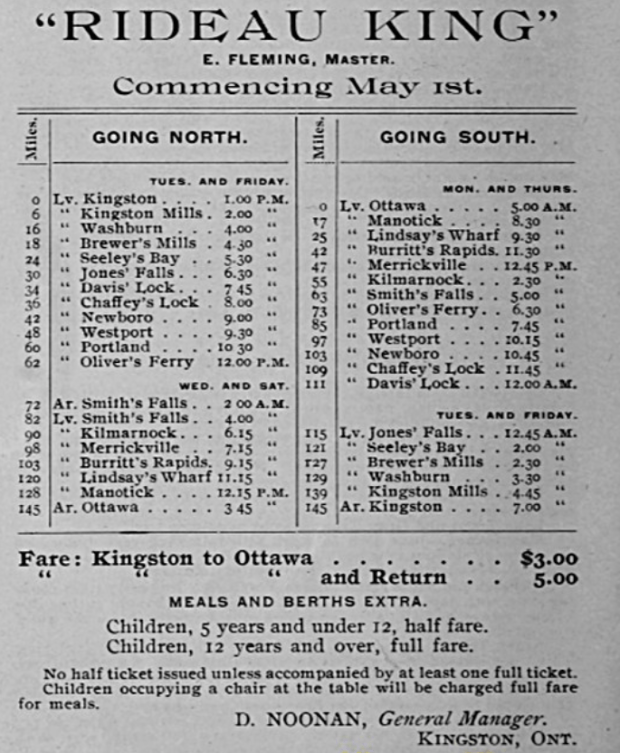 "RIDEAU KING"
E. FLEMING, MASTER.
Commencing May 1st.
Miles. GOING NORTH.
TUES. AND FRIDAY.
0 Lv. Kingston . . . . 1.00 P.M.
6 " Kingston Mills . 2.00 "
16 " Washburn . . . 4.00 "
18 " Brewer's Mills . 4.30 "
24 " Seeley's Bay . . 5.30 "
30 " Jones' Falls . . . 6.30 "
34 " Davis' Lock . . . 7 45 "
36 " Chaffey's Lock . 8.00 "
42 " Newboro . . . . 9.00 "
48 " Westport . . . . 9.30 "
60 " Portland . . . . 10 30 "
62 " Oliver's Ferry 12.00 P.M.
WED. AND SAT.
72 Ar. Smith's Falls . . 2 00 A.M.
82 Lv. Smith's Falls . . 4.00 "
90 " Kilmarnock . . . 6.15 "
98 " Merrickville . . 7.15 "
103 " Burritt's Rapids. 9.15 "
120 " Lindsay's Wharf 11.15 "
128 " Manotick . . . . 12.15 P.M.
145 Ar. Ottawa . . . . . 3 45 "
Miles. GOING SOUTH.
MON. AND THURS.
0 Lv. Ottawa . . . . . 5.00 A.M.
17 " Manotick . . . . 8.30 "
25 " Lindsay's Wharf 9.30 "
42 " Burritt's Rapids. 11.30 "
47 " Merrickville . . 12.45 P.M.
55 " Kilmarnock . . . 2.30 "
63 " Smith's Falls . . 5.00 "
73 " Oliver's Ferry . . 6.30 "
85 " Portland . . . . 7.45 "
97 " Westport . . . . 10.15 "
103 " Newboro . . . . 10.45 "
109 " Chaffey's Lock . 11.45 "
111 " Davis' Lock . . . 12.00 A.M.
TUES. AND FRIDAY.
115 Lv. Jones' Falls . . . 12.45 A.M.
121 " Seeley's Bay . . 2.00 "
127 " Brewer's Mills . 2.30 "
129 " Washburn . . . 3.30 "
139 " Kingston Mills . 4.45 "
145 Ar. Kingston . . . . 7.00 "
Fare: Kingston to Ottawa . . . . . . . $3.00
" " " and Return . . 5.00
MEALS AND BERTHS EXTRA.
Children, 5 years and under 12, half fare.
Children, 12 years and over, full fare.
No half ticket issued unless accompanied by at least one full ticket.
Children occupying a chair at the table will be charged full fare
for meals.
D. NOONAN, General Manager.
KINGSTON, ONT.